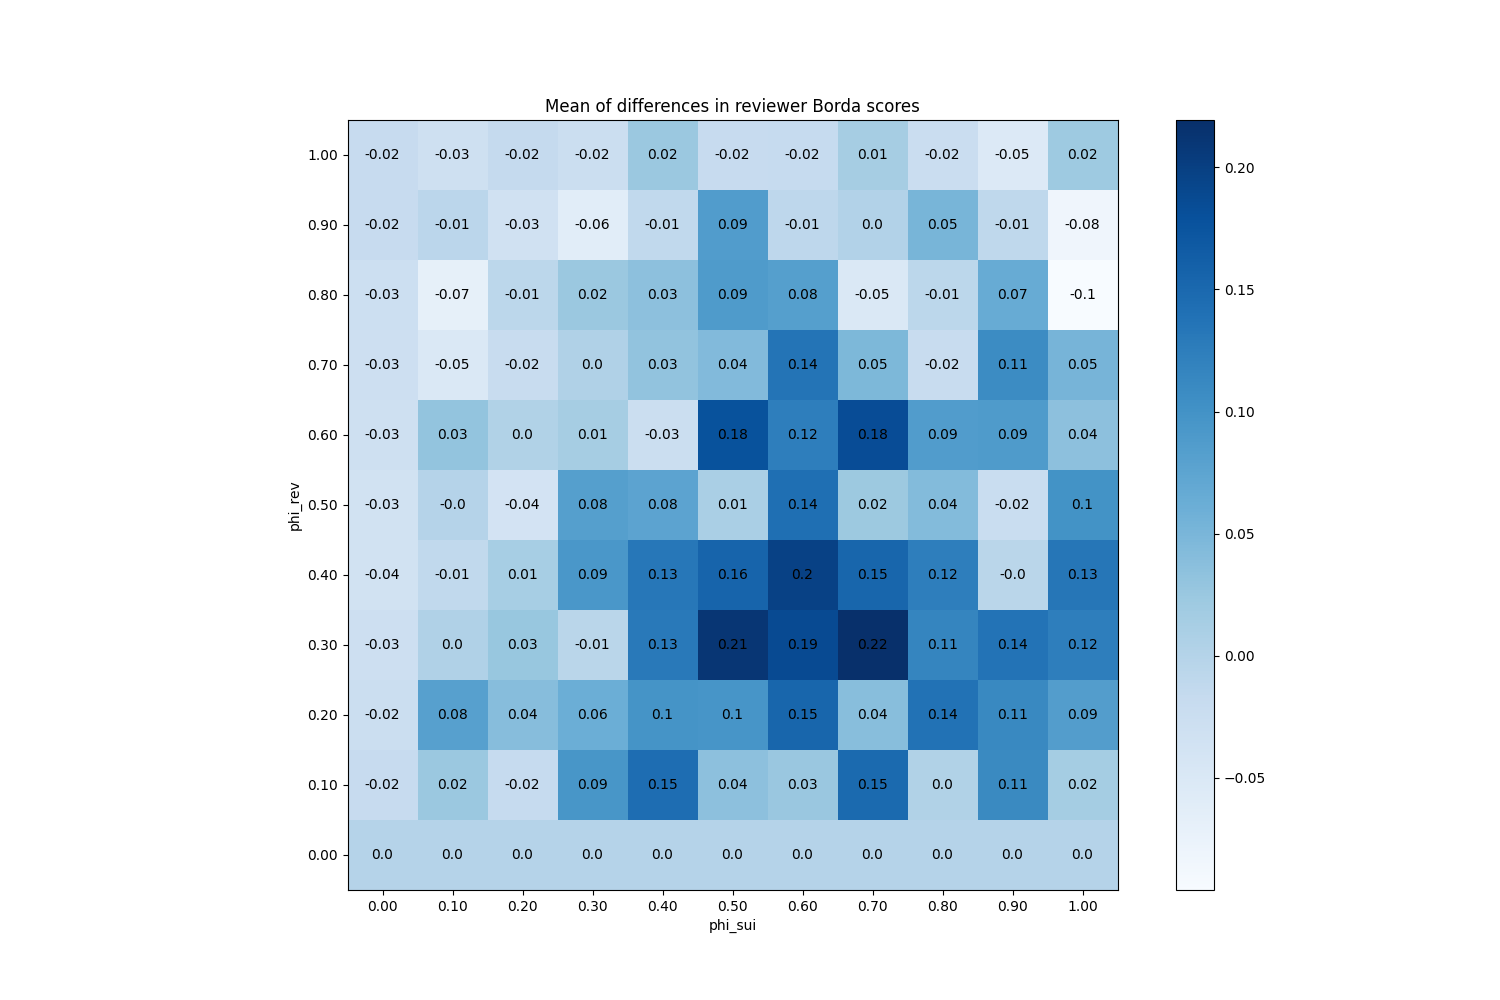 Mean of differences in reviewer Borda scores
1.00 -0.02 -0.03 -0.02 -0.02 0.02 -0.02 -0.02 0.01 -0.02 -0.05 0.02
0.90 -0.02 -0.01 -0.03 -0.06 -0.01 0.09 -0.01 0.0 0.05 -0.01 -0.08
0.80 -0.03 -0.07 -0.01 0.02 0.03 0.09 0.08 -0.05 -0.01 0.07 -0.1
0.70 -0.03 -0.05 -0.02 0.0 0.03 0.04 0.14 0.05 -0.02 0.11 0.05
0.60 -0.03 0.03 0.0 0.01 -0.03 0.18 0.12 0.18 0.09 0.09 0.04
0.50 -0.03 -0.0 -0.04 0.08 0.08 0.01 0.14 0.02 0.04 -0.02 0.1
0.40 -0.04 -0.01 0.01 0.09 0.13 0.16 0.2 0.15 0.12 -0.0 0.13
0.30 -0.03 0.0 0.03 -0.01 0.13 0.21 0.19 0.22 0.11 0.14 0.12
0.20 -0.02 0.08 0.04 0.06 0.1 0.1 0.15 0.04 0.14 0.11 0.09
0.10 -0.02 0.02 -0.02 0.09 0.15 0.04 0.03 0.15 0.0 0.11 0.02
0.00 0.0 0.0 0.0 0.0 0.0 0.0 0.0 0.0 0.0 0.0 0.0
0.00 0.10 0.20 0.30 0.40 0.50 0.60 0.70 0.80 0.90 1.00
phi_sui
phi_rev
0.20
0.15
0.10
0.05
0.00
−0.05